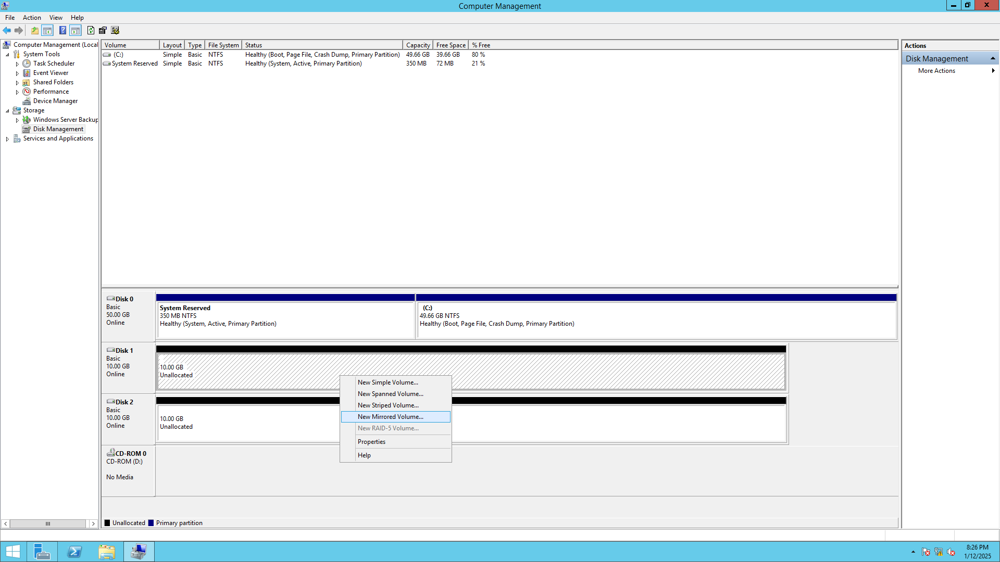 Computer Management
File Action View Help
Computer Management (Local
System Tools
Task Scheduler
Event Viewer
Shared Folders
Performance
Device Manager
Storage
Windows Server Backup
Disk Management
Services and Applications
Volume Layout Type File System Status Capacity Free Space % Free
(C:) Simple Basic NTFS Healthy (Boot, Page File, Crash Dump, Primary Partition) 49.66 GB 39.66 GB 80 %
System Reserved Simple Basic NTFS Healthy (System, Active, Primary Partition) 350 MB 72 MB 21 %
Actions
Disk Management
More Actions
Disk 0
Basic
50.00 GB
Online
System Reserved
350 MB NTFS
Healthy (System, Active, Primary Partition)
(C:)
49.66 GB NTFS
Healthy (Boot, Page File, Crash Dump, Primary Partition)
Disk 1
Basic
10.00 GB
Online
10.00 GB
Unallocated
Disk 2
Basic
10.00 GB
Online
10.00 GB
Unallocated
New Simple Volume...
New Spanned Volume...
New Striped Volume...
New Mirrored Volume...
New RAID-5 Volume...
Properties
Help
CD-ROM 0
CD-ROM (D:)
No Media
Unallocated Primary partition
8:26 PM
1/12/2025